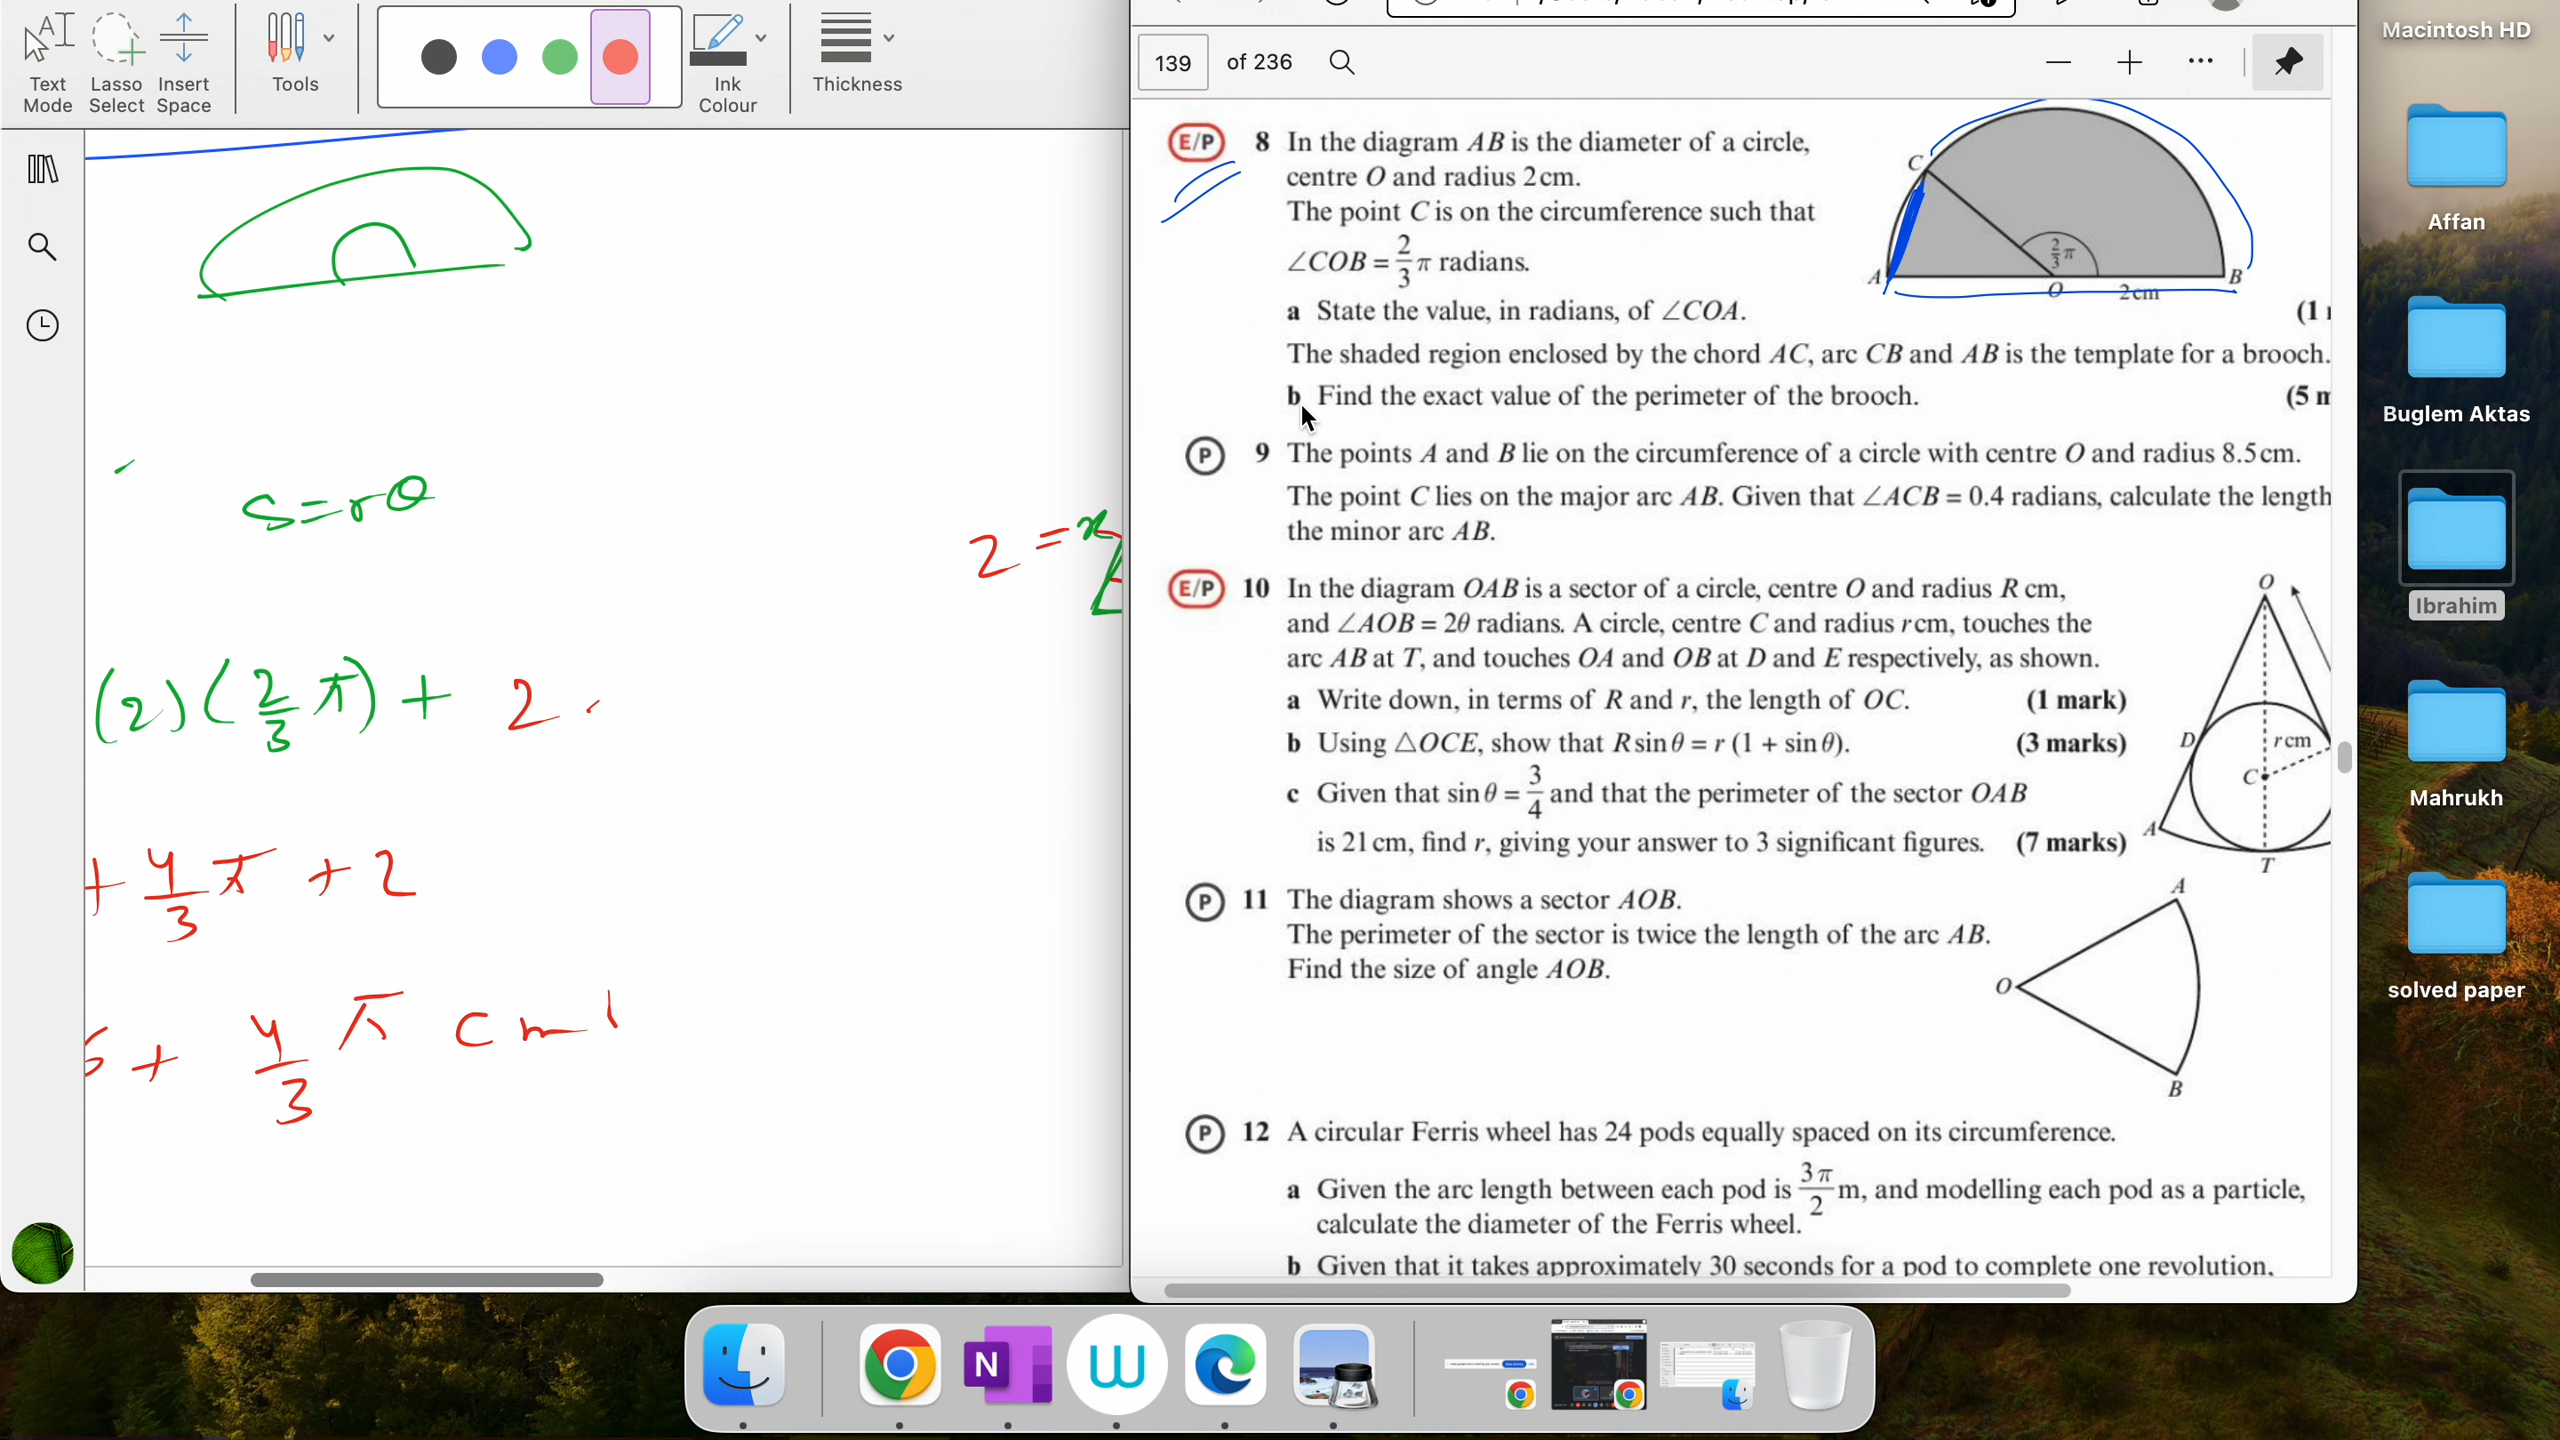 Text
Mode
Lasso
Select
Insert
Space
Tools
Ink
Colour
Thickness
s = rθ
2 = x
(2)(2/3 π) + 2
+ 4/3 π + 2
+ 4/3 π cm
139 of 236
E/P 8 In the diagram AB is the diameter of a circle,
centre O and radius 2 cm.
The point C is on the circumference such that
∠COB = 2/3 π radians.
C
2/3 π
A O 2 cm B
a State the value, in radians, of ∠COA. (1
The shaded region enclosed by the chord AC, arc CB and AB is the template for a brooch.
b Find the exact value of the perimeter of the brooch. (5 m
P 9 The points A and B lie on the circumference of a circle with centre O and radius 8.5 cm.
The point C lies on the major arc AB. Given that ∠ACB = 0.4 radians, calculate the length
the minor arc AB.
E/P 10 In the diagram OAB is a sector of a circle, centre O and radius R cm,
and ∠AOB = 2θ radians. A circle, centre C and radius r cm, touches the
arc AB at T, and touches OA and OB at D and E respectively, as shown.
a Write down, in terms of R and r, the length of OC. (1 mark)
b Using △OCE, show that R sin θ = r (1 + sin θ). (3 marks)
c Given that sin θ = 3/4 and that the perimeter of the sector OAB
is 21 cm, find r, giving your answer to 3 significant figures. (7 marks)
O
D
r cm
C
A
T
P 11 The diagram shows a sector AOB.
The perimeter of the sector is twice the length of the arc AB.
Find the size of angle AOB.
A
O
B
P 12 A circular Ferris wheel has 24 pods equally spaced on its circumference.
a Given the arc length between each pod is 3π/2 m, and modelling each pod as a particle,
calculate the diameter of the Ferris wheel.
b Given that it takes approximately 30 seconds for a pod to complete one revolution,
Macintosh HD
Affan
Buglem Aktas
Ibrahim
Mahrukh
solved paper
N
W